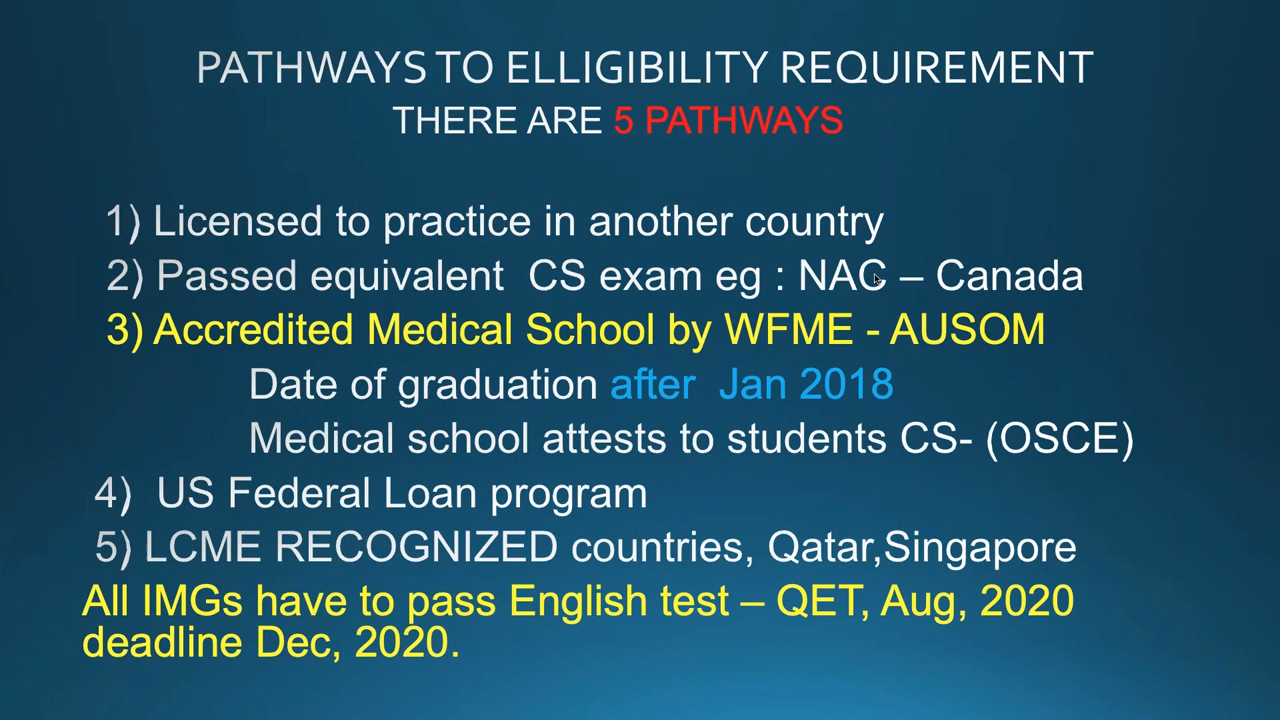 PATHWAYS TO ELLIGIBILITY REQUIREMENT
THERE ARE 5 PATHWAYS
1) Licensed to practice in another country
2) Passed equivalent CS exam eg : NAC – Canada
3) Accredited Medical School by WFME - AUSOM
Date of graduation after Jan 2018
Medical school attests to students CS- (OSCE)
4) US Federal Loan program
5) LCME RECOGNIZED countries, Qatar,Singapore
All IMGs have to pass English test – QET, Aug, 2020
deadline Dec, 2020.